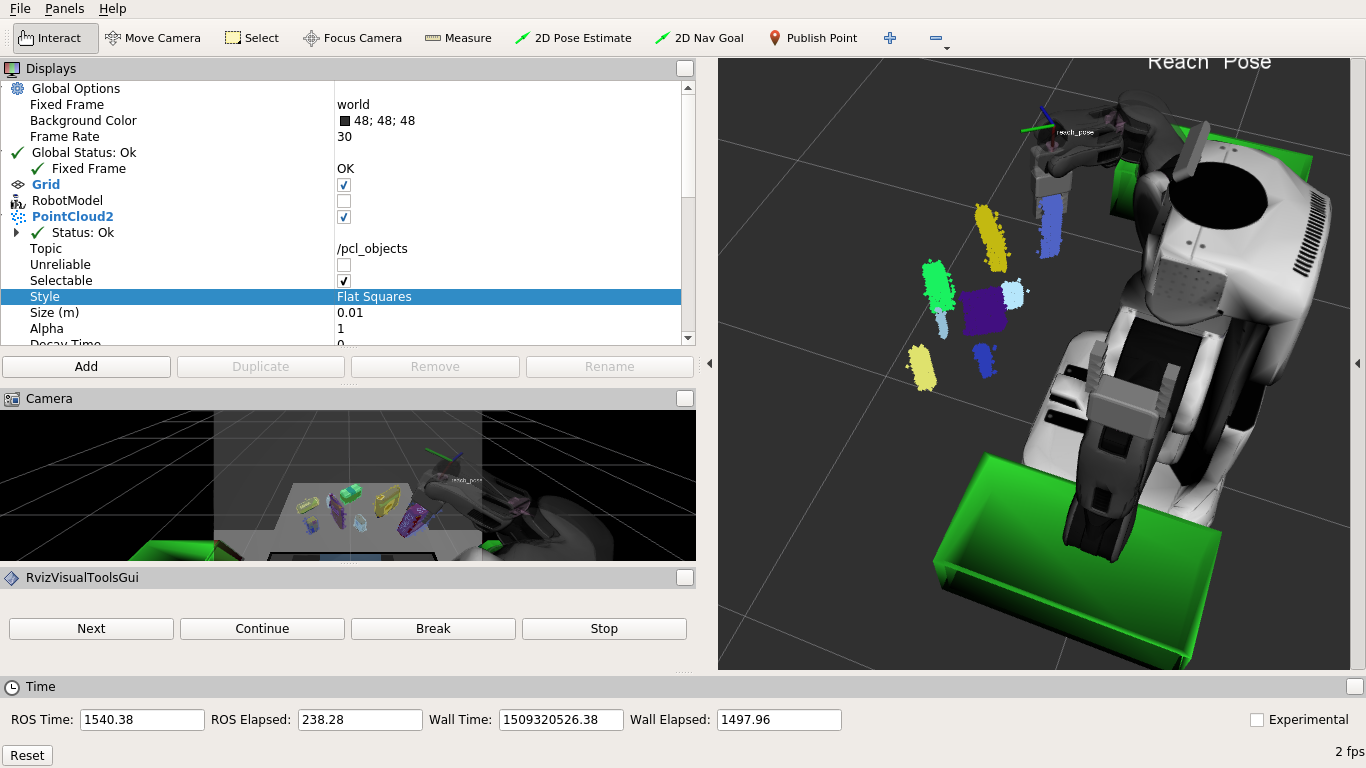 File Panels Help
Interact Move Camera Select Focus Camera Measure 2D Pose Estimate 2D Nav Goal Publish Point
Displays
Global Options
Fixed Frame world
Background Color 48; 48; 48
Frame Rate 30
Global Status: Ok
Fixed Frame OK
Grid
RobotModel
PointCloud2
Status: Ok
Topic /pcl_objects
Unreliable
Selectable
Style Flat Squares
Size (m) 0.01
Alpha 1
Decay Time 0
Add Duplicate Remove Rename
Camera
reach_pose
RvizVisualToolsGui
Next Continue Break Stop
Reach Pose
reach_pose
Time
ROS Time: 1540.38 ROS Elapsed: 238.28 Wall Time: 1509320526.38 Wall Elapsed: 1497.96 Experimental
Reset 2 fps